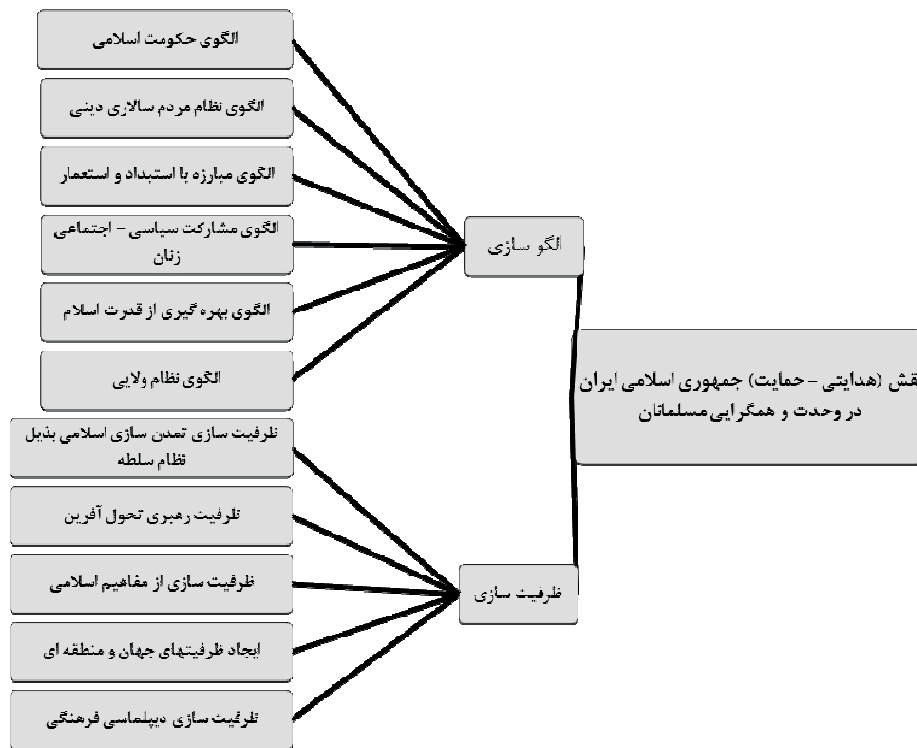 نقش (هدایتی - حمایت) جمهوری اسلامی ایران
در وحدت و همگرایی مسلمانان
الگو سازی
الگوی حکومت اسلامی
الگوی نظام مردم سالاری دینی
الگوی مبارزه با استبداد و استعمار
الگوی مشارکت سیاسی - اجتماعی
زنان
الگوی بهره گیری از قدرت اسلام
الگوی نظام ولایی
ظرفیت سازی
ظرفیت سازی تمدن سازی اسلامی بدیل
نظام سلطه
ظرفیت رهبری تحول آفرین
ظرفیت سازی از مفاهیم اسلامی
ایجاد ظرفیتهای جهان و منطقه ای
ظرفیت سازی دیپلماسی فرهنگی